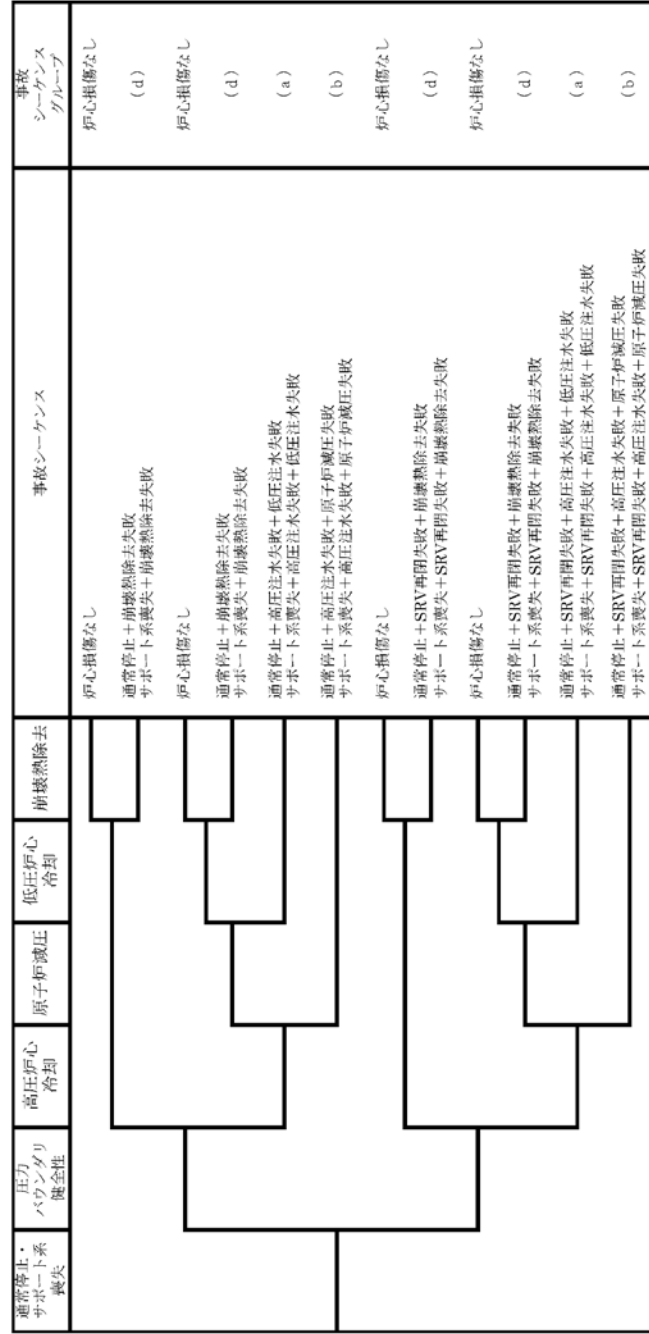 通常停止・
サポート系
喪失
圧力
バウンダリ
健全性
高圧炉心
冷却
原子炉減圧
低圧炉心
冷却
崩壊熱除去
事故シーケンス
事故
シーケンス
グループ
炉心損傷なし
炉心損傷なし
通常停止＋崩壊熱除去失敗
サポート系喪失＋崩壊熱除去失敗
(d)
炉心損傷なし
炉心損傷なし
通常停止＋崩壊熱除去失敗
サポート系喪失＋崩壊熱除去失敗
(d)
通常停止＋高圧注水失敗＋低圧注水失敗
サポート系喪失＋高圧注水失敗＋低圧注水失敗
(a)
通常停止＋高圧注水失敗＋原子炉減圧失敗
サポート系喪失＋高圧注水失敗＋原子炉減圧失敗
(b)
炉心損傷なし
炉心損傷なし
通常停止＋SRV再閉失敗＋崩壊熱除去失敗
サポート系喪失＋SRV再閉失敗＋崩壊熱除去失敗
(d)
炉心損傷なし
炉心損傷なし
通常停止＋SRV再閉失敗＋崩壊熱除去失敗
サポート系喪失＋SRV再閉失敗＋崩壊熱除去失敗
(d)
通常停止＋SRV再閉失敗＋高圧注水失敗＋低圧注水失敗
サポート系喪失＋SRV再閉失敗＋高圧注水失敗＋低圧注水失敗
(a)
通常停止＋SRV再閉失敗＋高圧注水失敗＋原子炉減圧失敗
サポート系喪失＋SRV再閉失敗＋高圧注水失敗＋原子炉減圧失敗
(b)